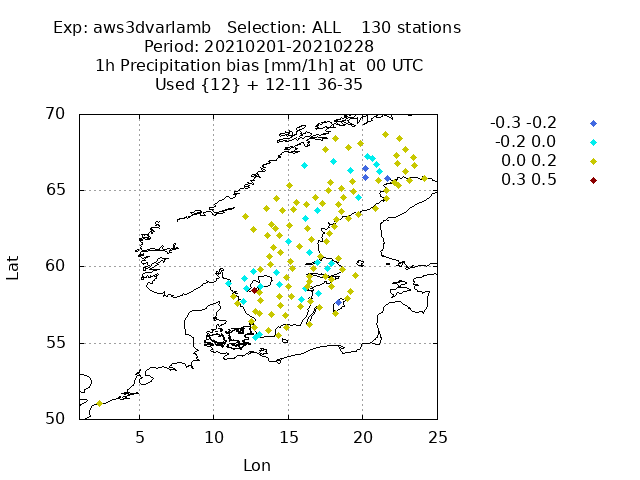 Exp: aws3dvarlamb   Selection: ALL    130 stations
Period: 20210201-20210228
1h Precipitation bias [mm/1h] at  00 UTC
Used {12} + 12-11 36-35
-0.3 -0.2
-0.2 0.0
0.0 0.2
0.3 0.5
70
65
60
55
50
Lat
5 10 15 20 25
Lon